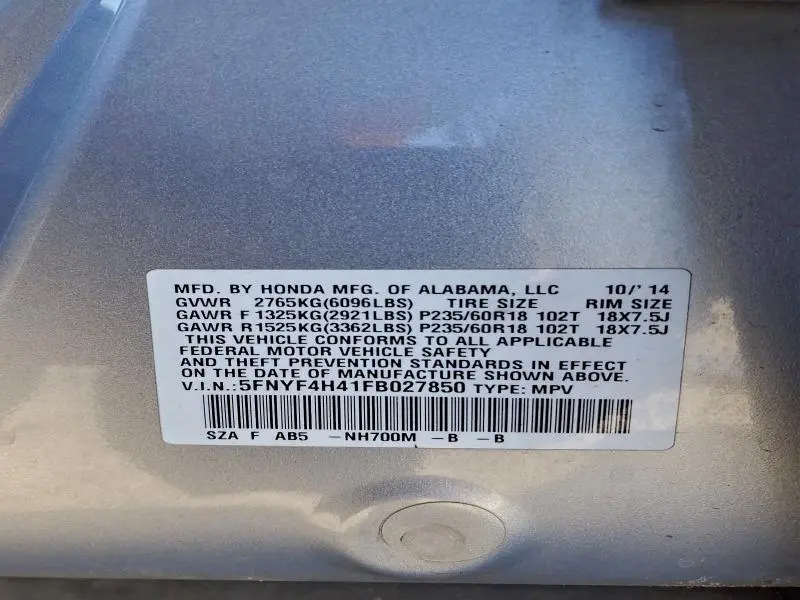 MFD. BY HONDA MFG. OF ALABAMA, LLC 10/' 14
GVWR 2765KG(6096LBS) TIRE SIZE RIM SIZE
GAWR F 1325KG(2921LBS) P235/60R18 102T 18X7.5J
GAWR R1525KG(3362LBS) P235/60R18 102T 18X7.5J
THIS VEHICLE CONFORMS TO ALL APPLICABLE
FEDERAL MOTOR VEHICLE SAFETY
AND THEFT PREVENTION STANDARDS IN EFFECT
ON THE DATE OF MANUFACTURE SHOWN ABOVE.
V.I.N.:5FNYF4H41FB027850 TYPE: MPV
SZA F AB5 -NH700M -B -B